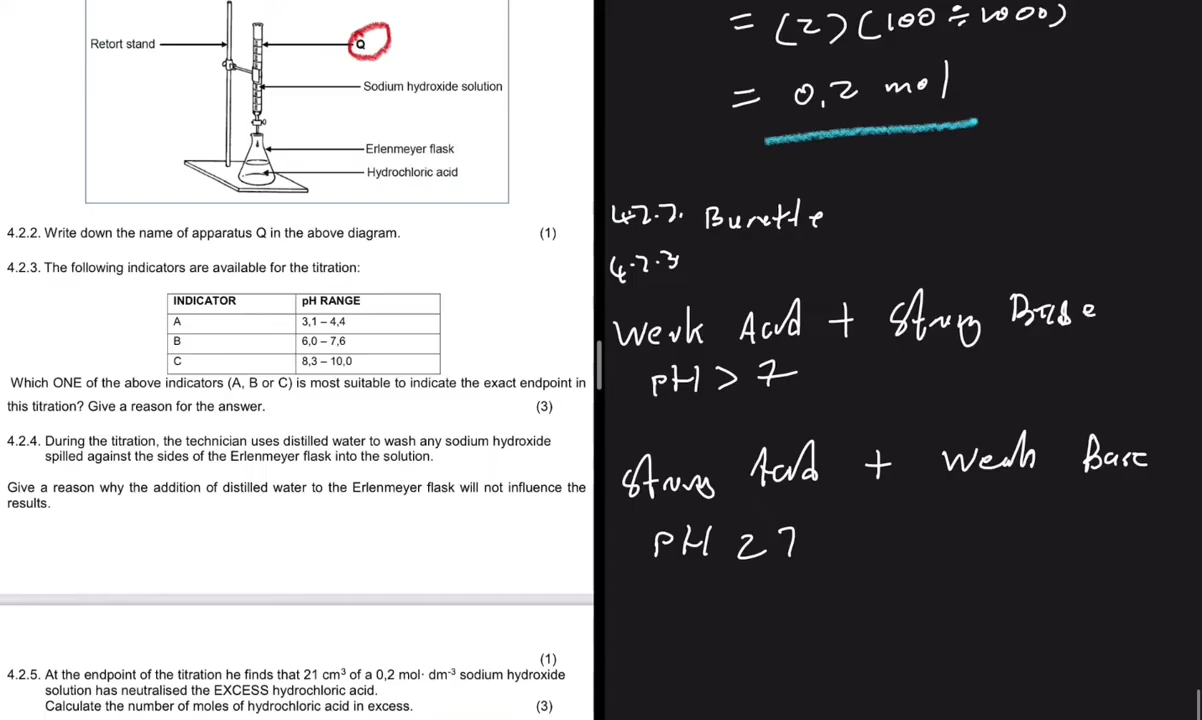 Retort stand
Q
Sodium hydroxide solution
Erlenmeyer flask
Hydrochloric acid
4.2.2. Write down the name of apparatus Q in the above diagram. (1)
4.2.3. The following indicators are available for the titration:
INDICATOR pH RANGE
A 3,1 – 4,4
B 6,0 – 7,6
C 8,3 – 10,0
Which ONE of the above indicators (A, B or C) is most suitable to indicate the exact endpoint in
this titration? Give a reason for the answer. (3)
4.2.4. During the titration, the technician uses distilled water to wash any sodium hydroxide
spilled against the sides of the Erlenmeyer flask into the solution.
Give a reason why the addition of distilled water to the Erlenmeyer flask will not influence the
results.
(1)
4.2.5. At the endpoint of the titration he finds that 21 cm³ of a 0,2 mol· dm⁻³ sodium hydroxide
solution has neutralised the EXCESS hydrochloric acid.
Calculate the number of moles of hydrochloric acid in excess. (3)
= (2)(100 ÷ 1000)
= 0,2 mol
4.2.2. Burette
4.2.3
Weak Acid + Strong Base
pH > 7
Strong Acid + Weak Base
pH < 7